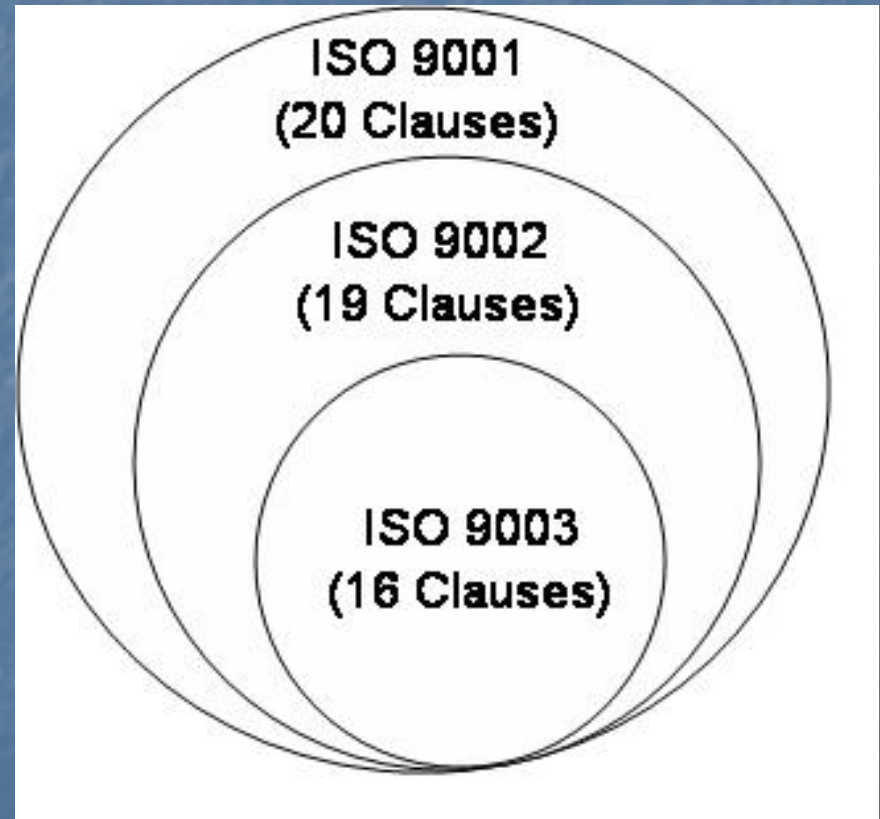 ISO 9001
(20 Clauses)
ISO 9002
(19 Clauses)
ISO 9003
(16 Clauses)